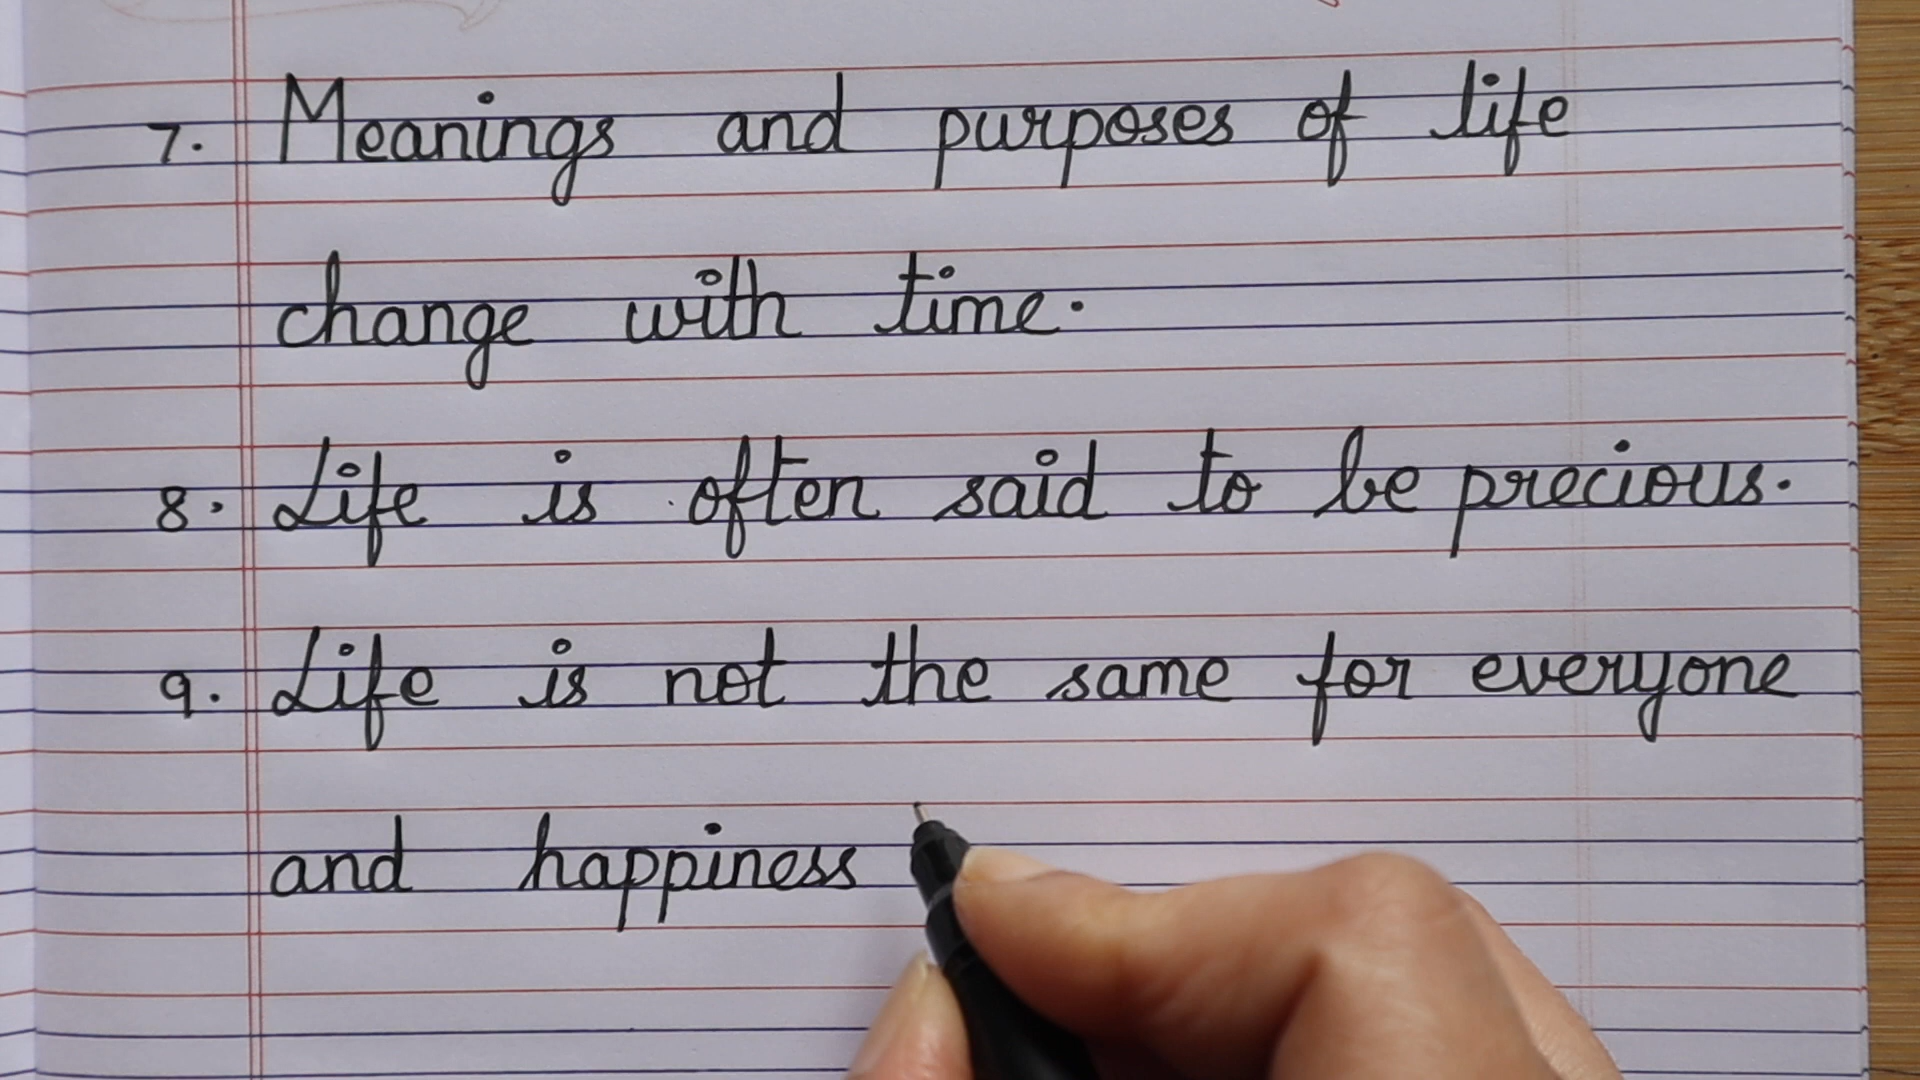 7. Meanings and purposes of life
change with time.
8. Life is often said to be precious.
9. Life is not the same for everyone
and happiness